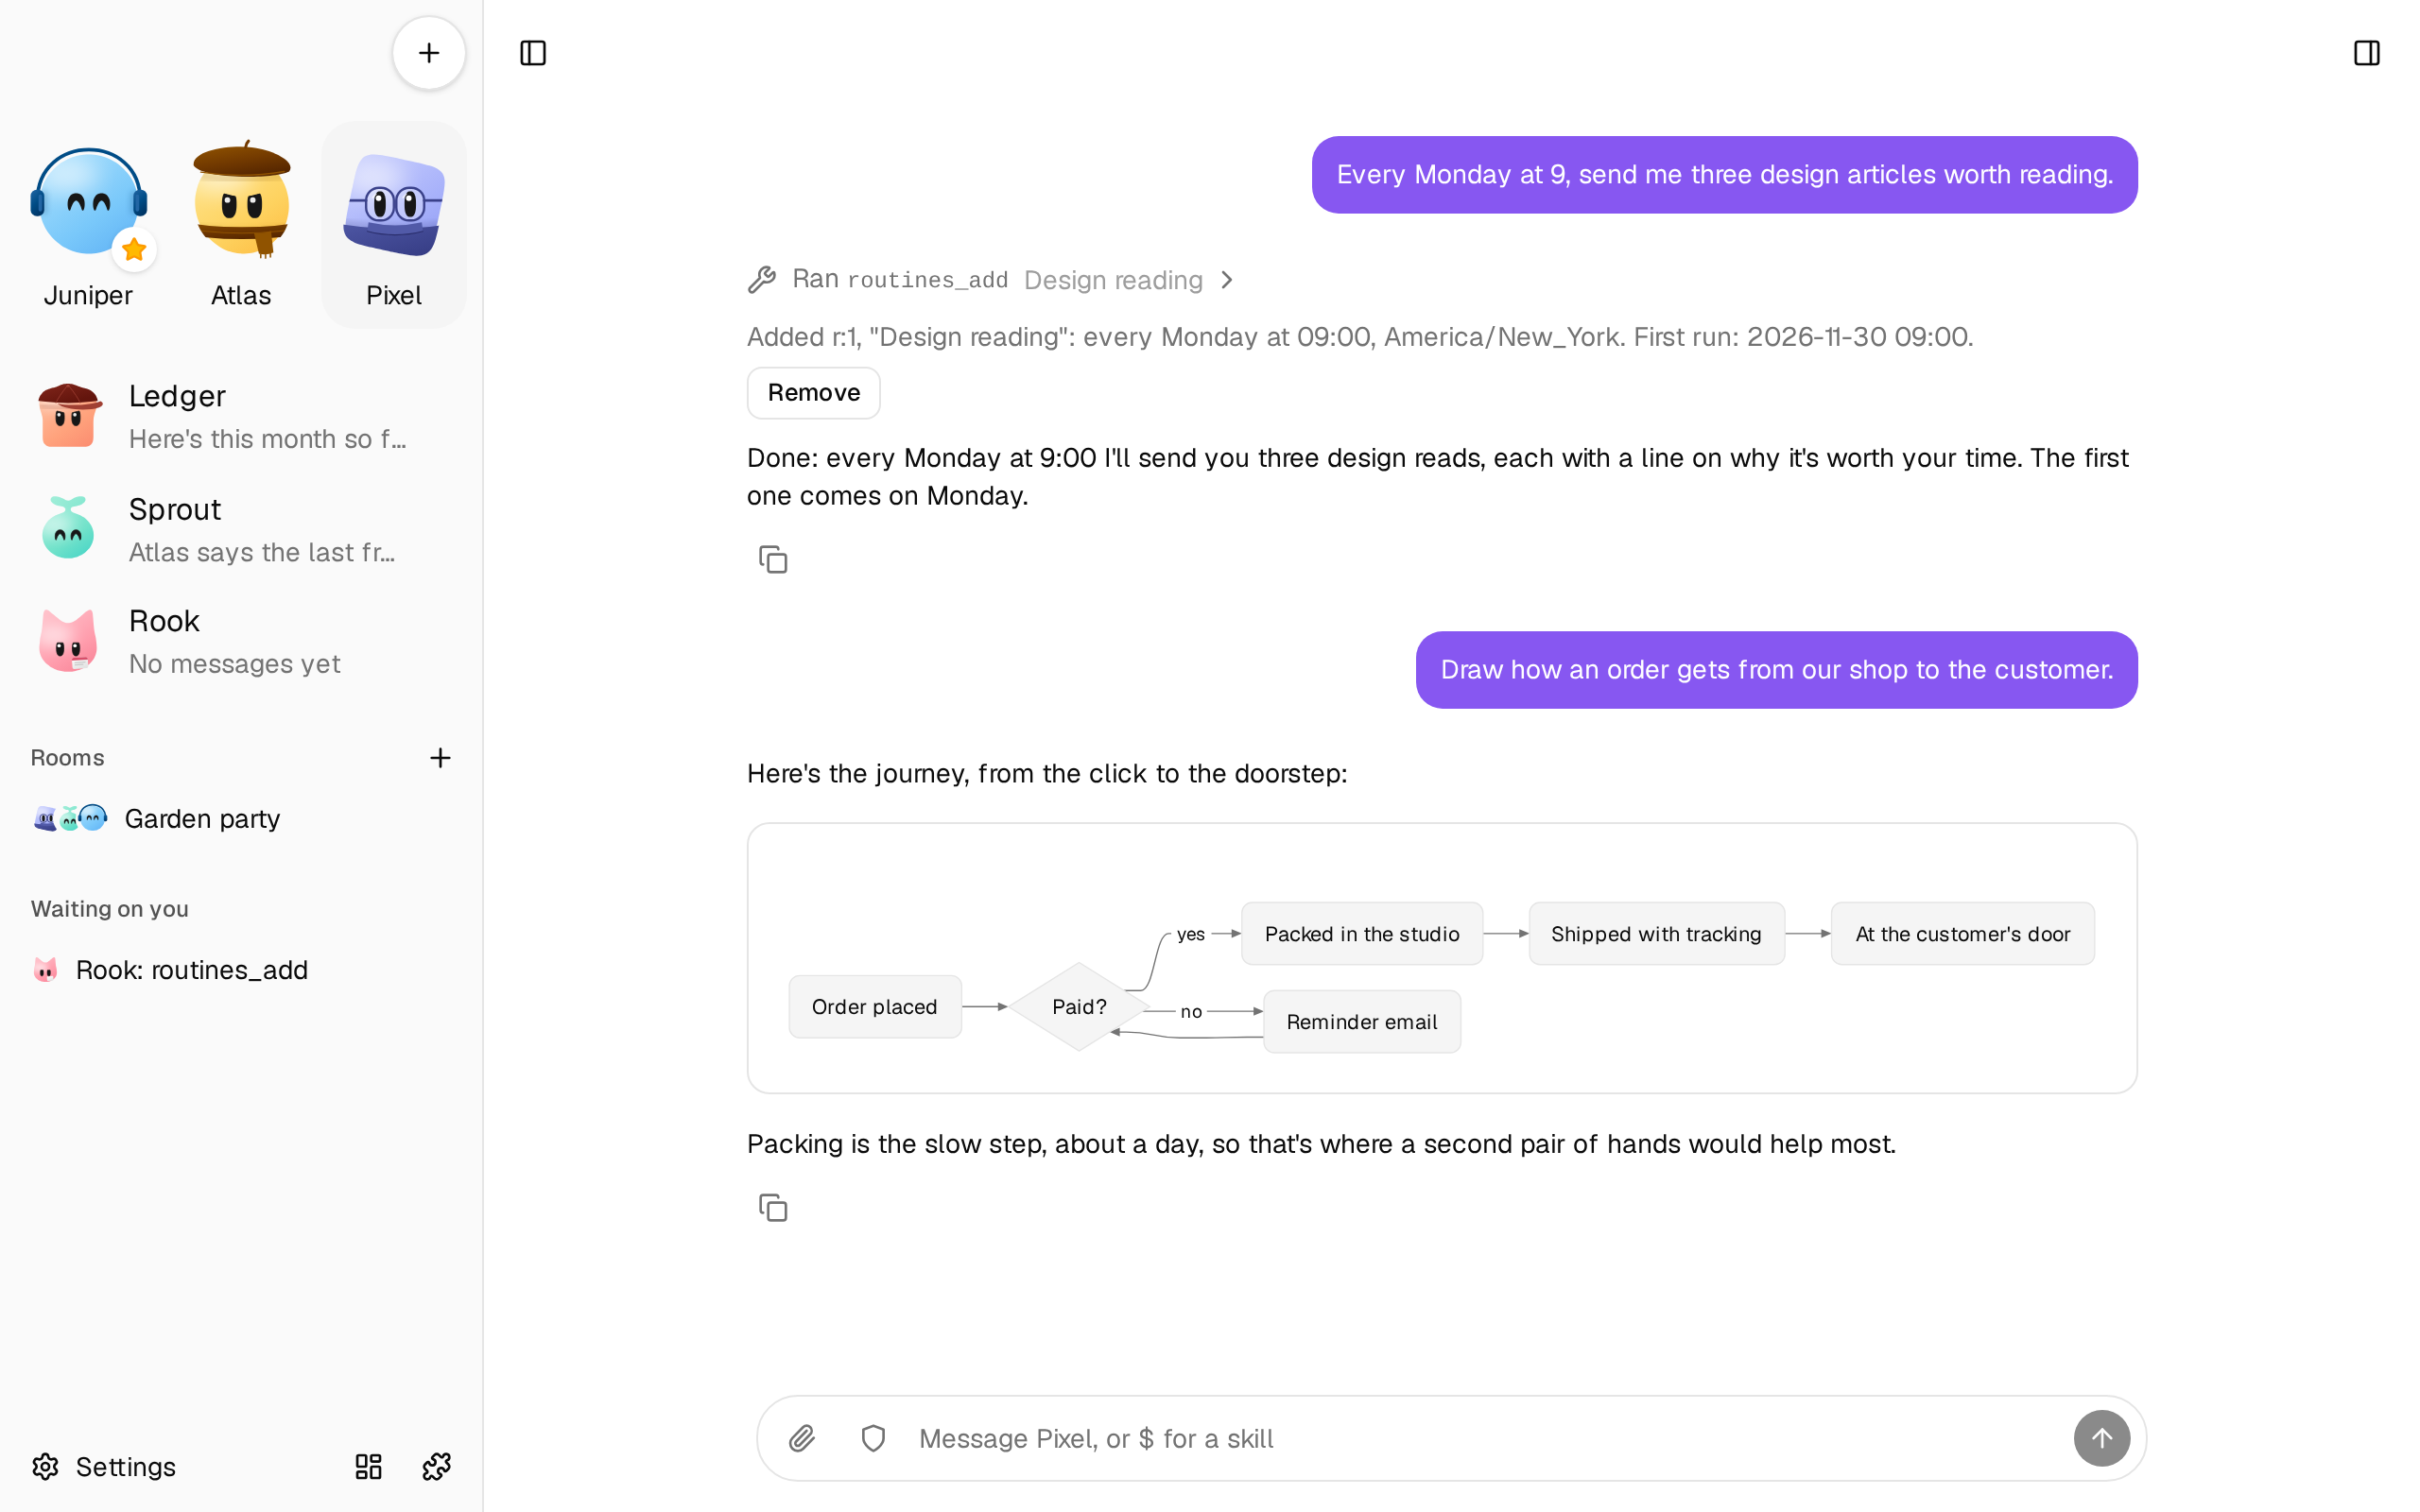 Juniper
Atlas
Pixel
Ledger
Here's this month so f...
Sprout
Atlas says the last fr...
Rook
No messages yet
Rooms
Garden party
Waiting on you
Rook: routines_add
Settings
Every Monday at 9, send me three design articles worth reading.
Ran routines_add Design reading
Added r:1, "Design reading": every Monday at 09:00, America/New_York. First run: 2026-11-30 09:00.
Remove
Done: every Monday at 9:00 I'll send you three design reads, each with a line on why it's worth your time. The first
one comes on Monday.
Draw how an order gets from our shop to the customer.
Here's the journey, from the click to the doorstep:
Order placed
Paid?
yes
Packed in the studio
Shipped with tracking
At the customer's door
no
Reminder email
Packing is the slow step, about a day, so that's where a second pair of hands would help most.
Message Pixel, or $ for a skill